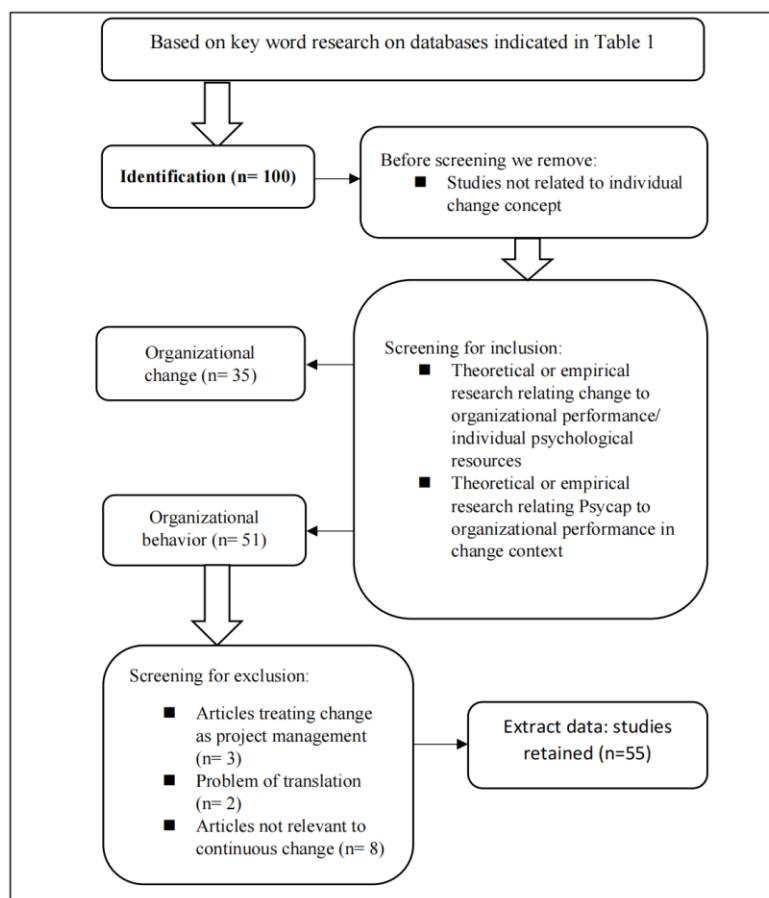 Based on key word research on databases indicated in Table 1
Identification (n= 100)
Before screening we remove:
■ Studies not related to individual
change concept
Organizational
change (n= 35)
Screening for inclusion:
■ Theoretical or empirical
research relating change to
organizational performance/
individual psychological
resources
■ Theoretical or empirical
research relating Psycap to
organizational performance in
change context
Organizational
behavior (n= 51)
Screening for exclusion:
■ Articles treating change
as project management
(n= 3)
■ Problem of translation
(n= 2)
■ Articles not relevant to
continuous change (n= 8)
Extract data: studies
retained (n=55)